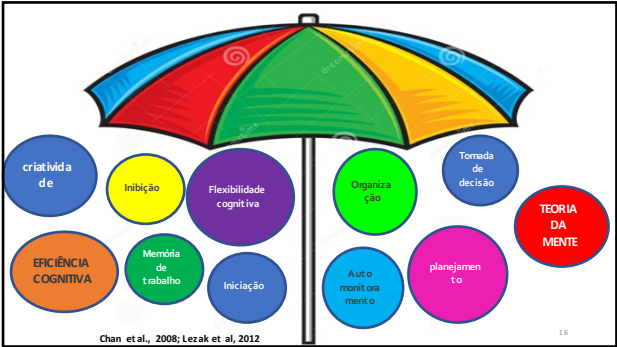 criativida
de
Inibição
Flexibilidade
cognitiva
Organiza
ção
Tomada
de
decisão
TEORIA
DA
MENTE
EFICIÊNCIA
COGNITIVA
Memória
de
trabalho
Iniciação
Auto
monitora
mento
planejamen
to
Chan et al., 2008; Lezak et al, 2012
16